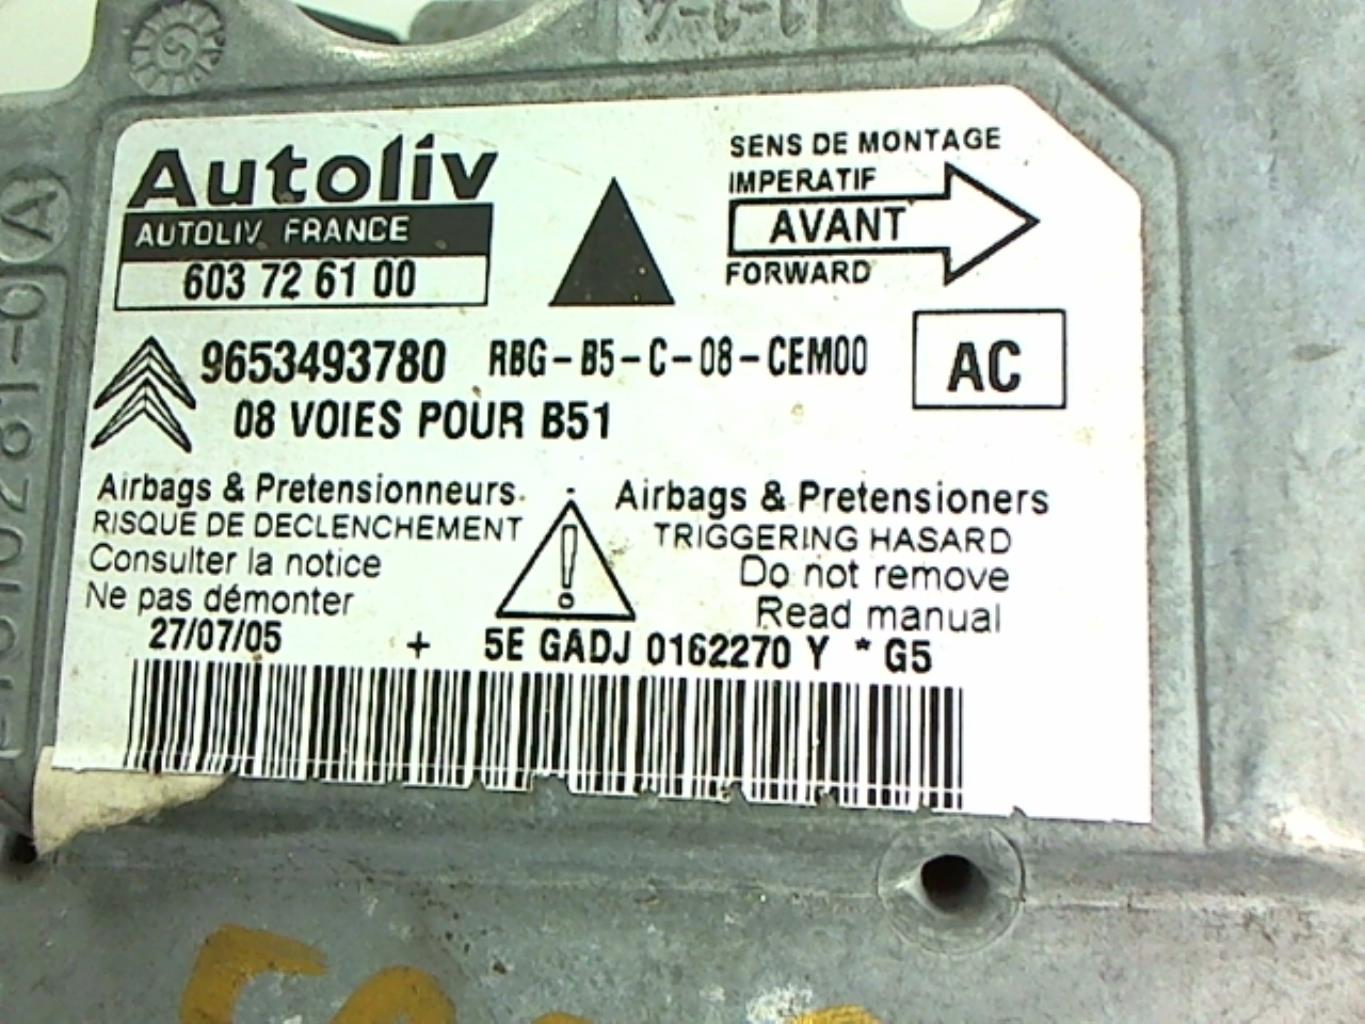 Autoliv
AUTOLIV FRANCE
603 72 61 00
SENS DE MONTAGE
IMPERATIF
AVANT
FORWARD
9653493780 RBG-B5-C-08-CEM00
AC
08 VOIES POUR B51
Airbags & Pretensionneurs.
RISQUE DE DECLENCHEMENT
Consulter la notice
Ne pas démonter
Airbags & Pretensioners
TRIGGERING HASARD
Do not remove
Read manual
27/07/05 + 5E GADJ 0162270 Y * G5
A